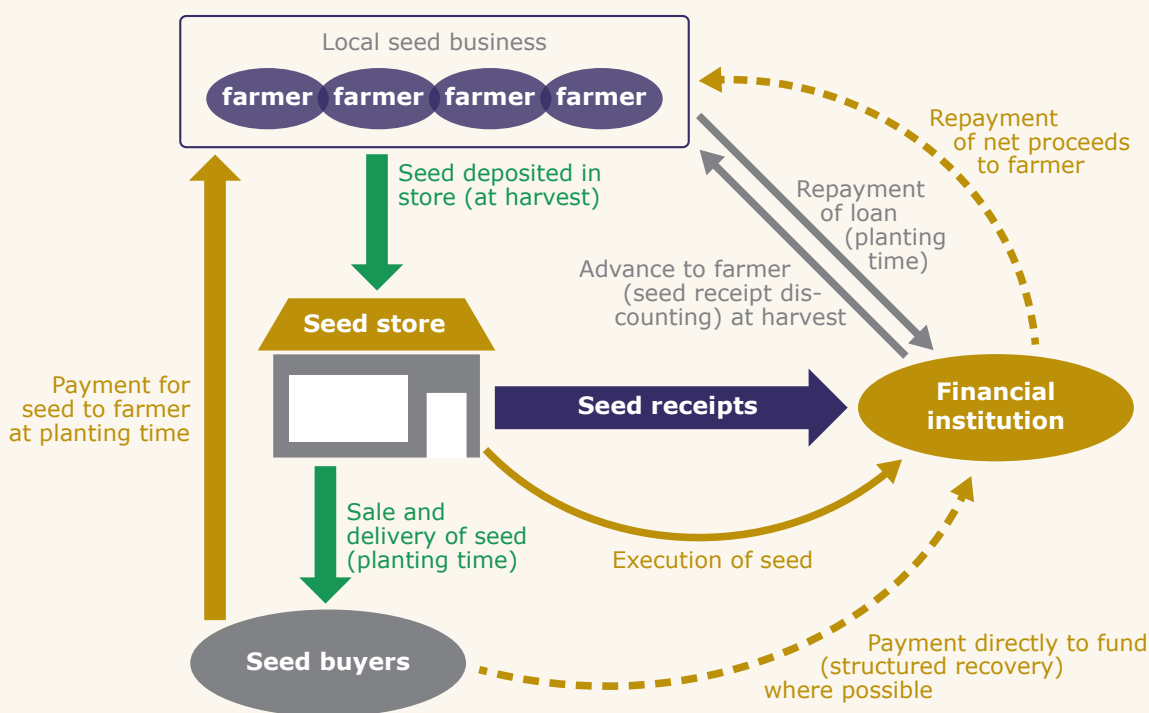 Local seed business
farmer farmer farmer farmer
Repayment
of net proceeds
to farmer
Seed deposited in
store (at harvest)
Repayment
of loan
(planting
time)
Advance to farmer
(seed receipt dis-
counting) at harvest
Seed store
Payment for
seed to farmer
at planting time
Seed receipts
Financial
institution
Sale and
delivery of seed
(planting time)
Execution of seed
Seed buyers
Payment directly to fund
(structured recovery)
where possible